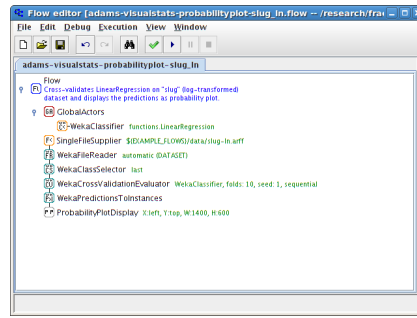 Flow editor [adams-visualstats-probabilityplot-slug_ln.flow -- /research/fra
File Edit Debug Execution View Window
adams-visualstats-probabilityplot-slug_ln
Flow
Cross-validates LinearRegression on "slug" (log-transformed)
dataset and displays the predictions as probability plot.
GlobalActors
WekaClassifier functions.LinearRegression
SingleFileSupplier ${EXAMPLE_FLOWS}/data/slug-ln.arff
WekaFileReader automatic (DATASET)
WekaClassSelector last
WekaCrossValidationEvaluator WekaClassifier, folds: 10, seed: 1, sequential
WekaPredictionsToInstances
ProbabilityPlotDisplay X:left, Y:top, W:1400, H:600